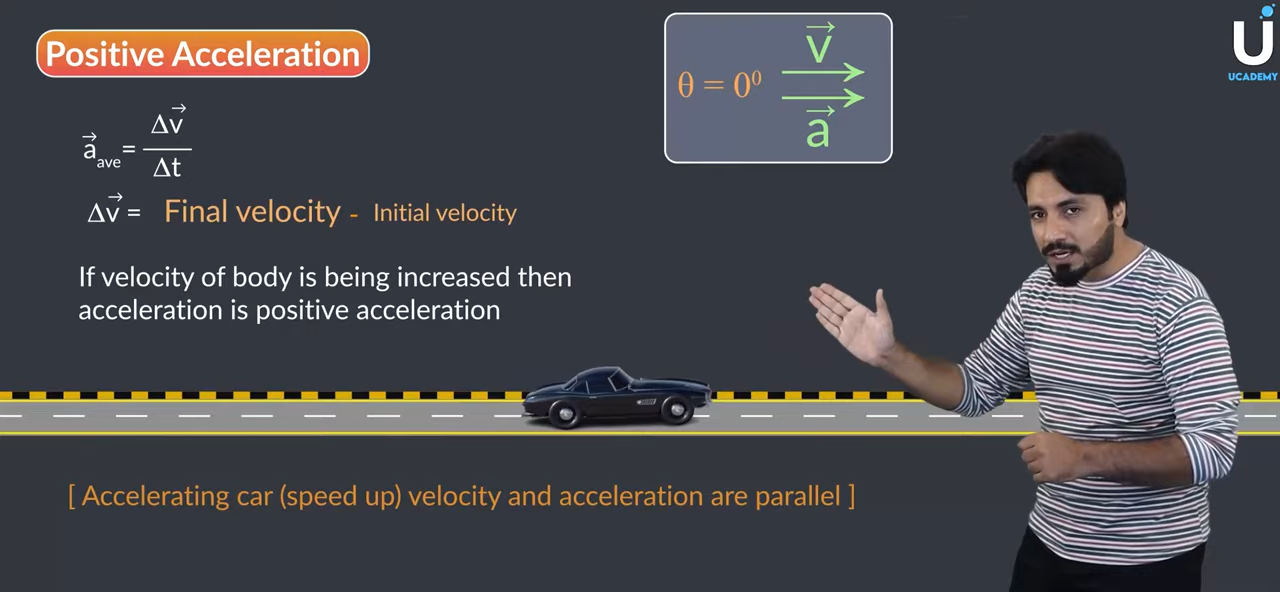 Positive Acceleration
θ = 0⁰
v⃗
a⃗
U
UCADEMY
a⃗ave = Δv⃗ / Δt
Δv⃗ = Final velocity - Initial velocity
If velocity of body is being increased then
acceleration is positive acceleration
[ Accelerating car (speed up) velocity and acceleration are parallel ]